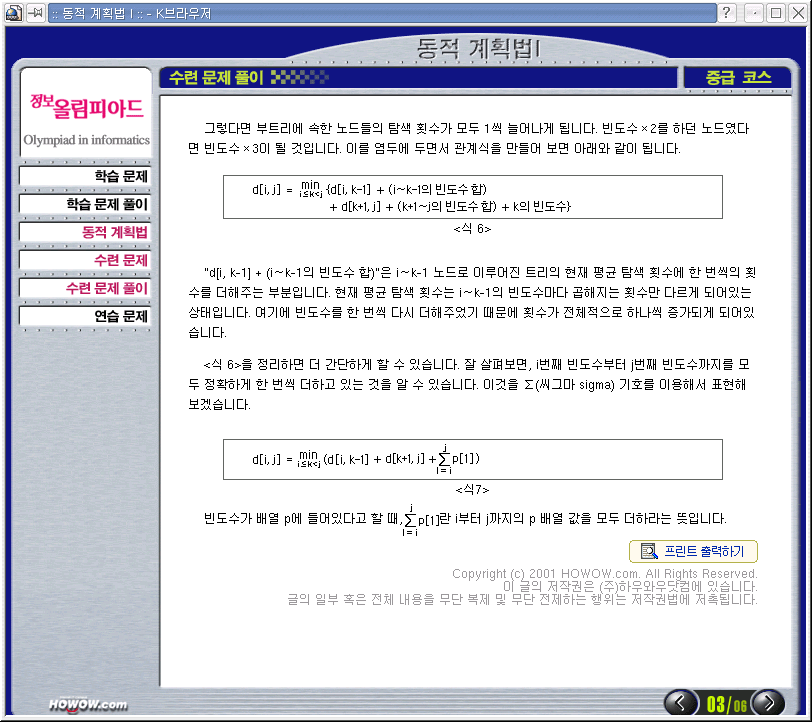 :: 동적 계획법 I :: - K브라우저
동적 계획법I
수련 문제 풀이
중급 코스
정보올림피아드
Olympiad in informatics
학습 문제
학습 문제 풀이
동적 계획법
수련 문제
수련 문제 풀이
연습 문제
그렇다면 부트리에 속한 노드들의 탐색 횟수가 모두 1씩 늘어나게 됩니다. 빈도수×2를 하던 노드였다
면 빈도수×3이 될 것입니다. 이를 염두에 두면서 관계식을 만들어 보면 아래와 같이 됩니다.
d[i, j] = min {d[i, k-1] + (i~k-1의 빈도수 합)
i≤k<j
+ d[k+1, j] + (k+1~j의 빈도수 합) + k의 빈도수}
<식 6>
"d[i, k-1] + (i~k-1의 빈도수 합)"은 i~k-1 노드로 이루어진 트리의 현재 평균 탐색 횟수에 한 번씩의 횟
수를 더해주는 부분입니다. 현재 평균 탐색 횟수는 i~k-1의 빈도수마다 곱해지는 횟수만 다르게 되어있는
상태입니다. 여기에 빈도수를 한 번씩 다시 더해주었기 때문에 횟수가 전체적으로 하나씩 증가되게 되어있
습니다.
<식 6>을 정리하면 더 간단하게 할 수 있습니다. 잘 살펴보면, i번째 빈도수부터 j번째 빈도수까지를 모
두 정확하게 한 번씩 더하고 있는 것을 알 수 있습니다. 이것을 Σ(씨그마 sigma) 기호를 이용해서 표현해
보겠습니다.
j
d[i, j] = min (d[i, k-1] + d[k+1, j] + Σ p[1])
i≤k<j l = i
<식7>
j
빈도수가 배열 p에 들어있다고 할 때, Σ p[1]란 i부터 j까지의 p 배열 값을 모두 더하라는 뜻입니다.
l = i
프린트 출력하기
Copyright (c) 2001 HOWOW.com. All Rights Reserved.
이 글의 저작권은 (주)하우와우닷컴에 있습니다.
글의 일부 혹은 전체 내용을 무단 복제 및 무단 전제하는 행위는 저작권법에 저촉됩니다.
HOWOW.com
03/06